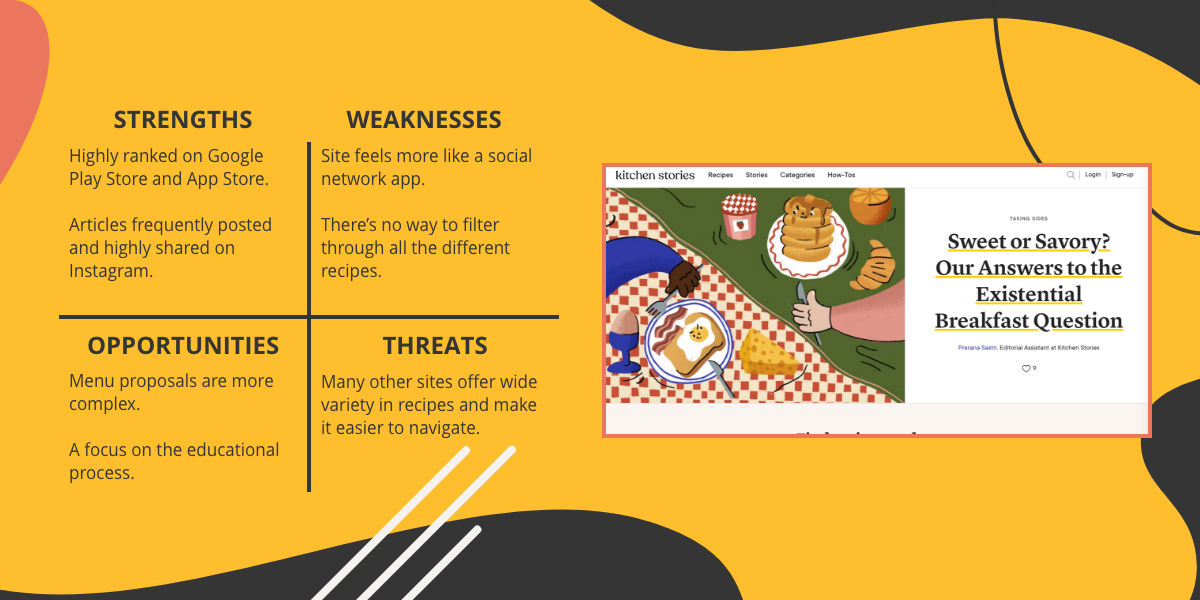 STRENGTHS
Highly ranked on Google
Play Store and App Store.
Articles frequently posted
and highly shared on
Instagram.
WEAKNESSES
Site feels more like a social
network app.
There's no way to filter
through all the different
recipes.
OPPORTUNITIES
Menu proposals are more
complex.
A focus on the educational
process.
THREATS
Many other sites offer wide
variety in recipes and make
it easier to navigate.
kitchen stories Recipes Stories Categories How-Tos Login Sign-up
TAKING SIDES
Sweet or Savory?
Our Answers to the
Existential
Breakfast Question
Prerana Sastri, Editorial Assistant at Kitchen Stories
9